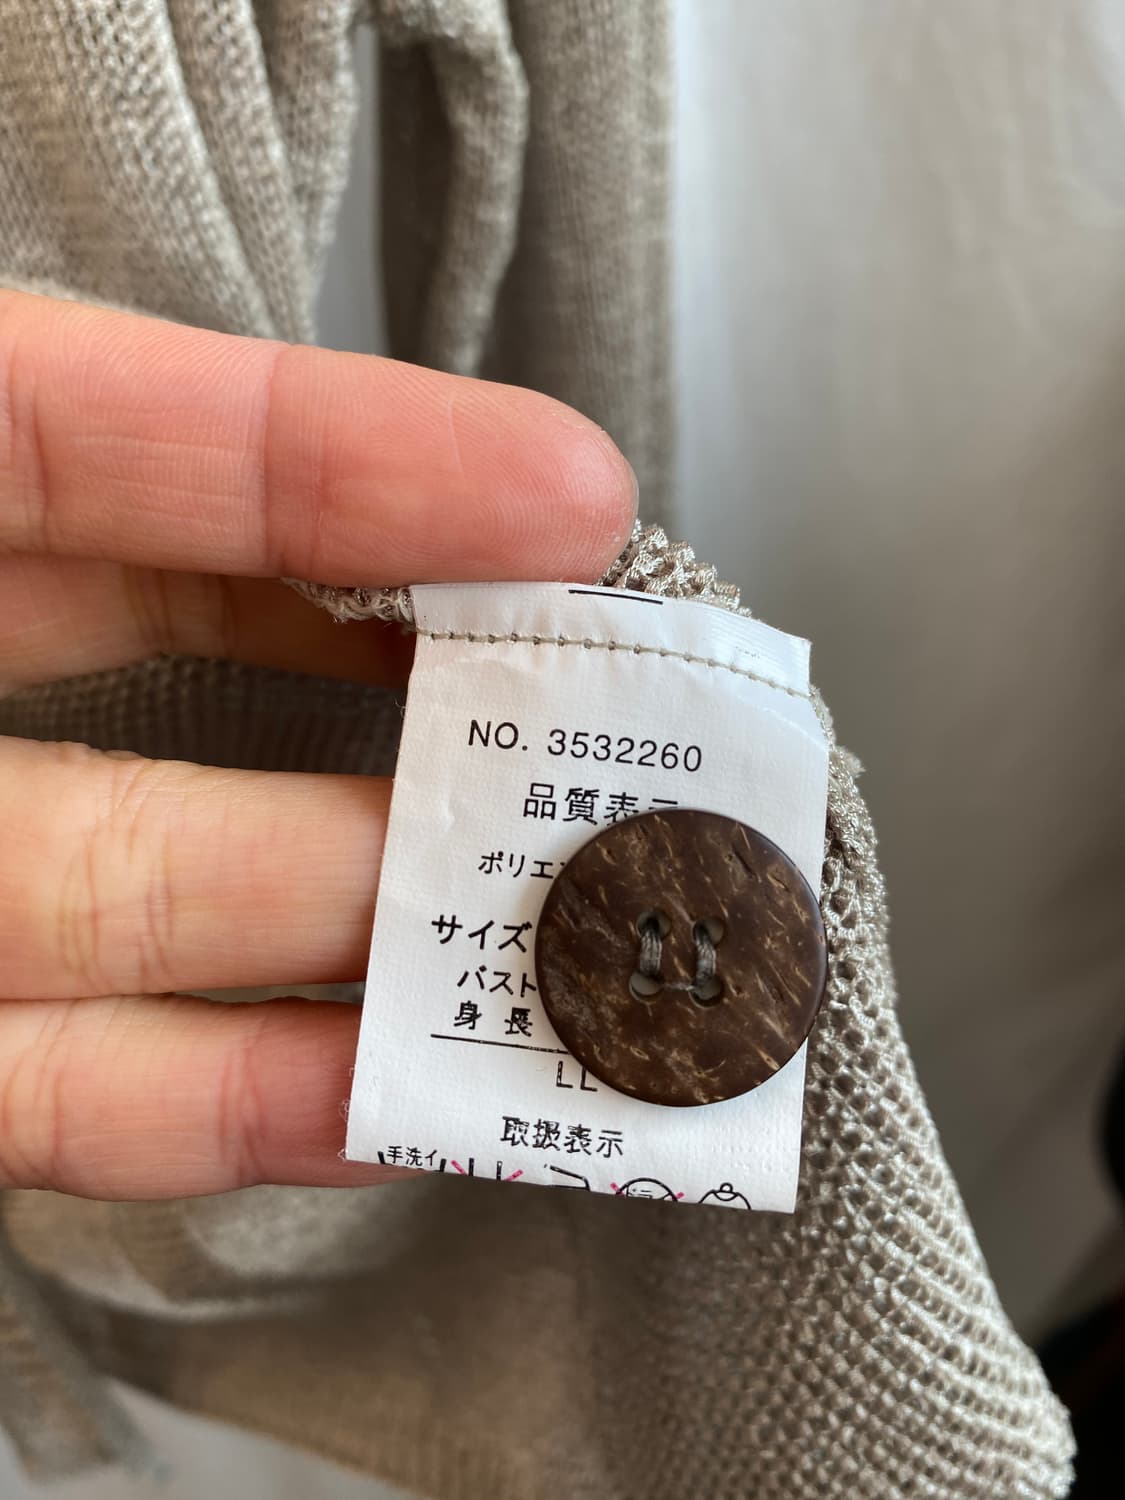 NO. 3532260
品質表示
ポリエ
サイズ
バスト
身長
LL
取扱表示
手洗イ